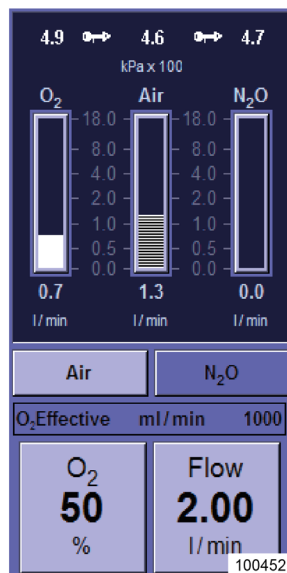 4.9 4.6 4.7
kPa x 100
O₂ Air N₂O
18.0 18.0
8.0 8.0
4.0 4.0
2.0 2.0
1.0 1.0
0.5 0.5
0.0 0.0
0.7 1.3 0.0
l/min l/min l/min
Air N₂O
O₂Effective ml/min 1000
O₂ Flow
50 2.00
% l/min
100452